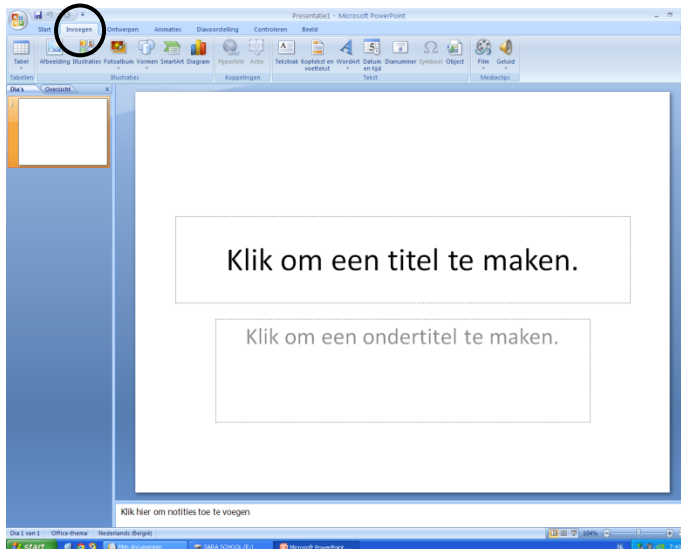 Presentatie1 - Microsoft PowerPoint
Start Invoegen Ontwerpen Animaties Diavoorstelling Controleren Beeld
Tabel Afbeelding Illustraties Fotoalbum Vormen SmartArt Diagram Hyperlink Actie Tekstvak Koptekst en voettekst WordArt Datum en tijd Dianummer Symbool Object Film Geluid
Tabellen Illustraties Koppelingen Tekst Mediaclips
Dia's Overzicht
1
Klik om een titel te maken.
Klik om een ondertitel te maken.
Klik hier om notities toe te voegen
Dia 1 van 1 Office-thema Nederlands (België) 104%
start Mijn documenten SARA SCHOOL (E:) Microsoft PowerPoint NL